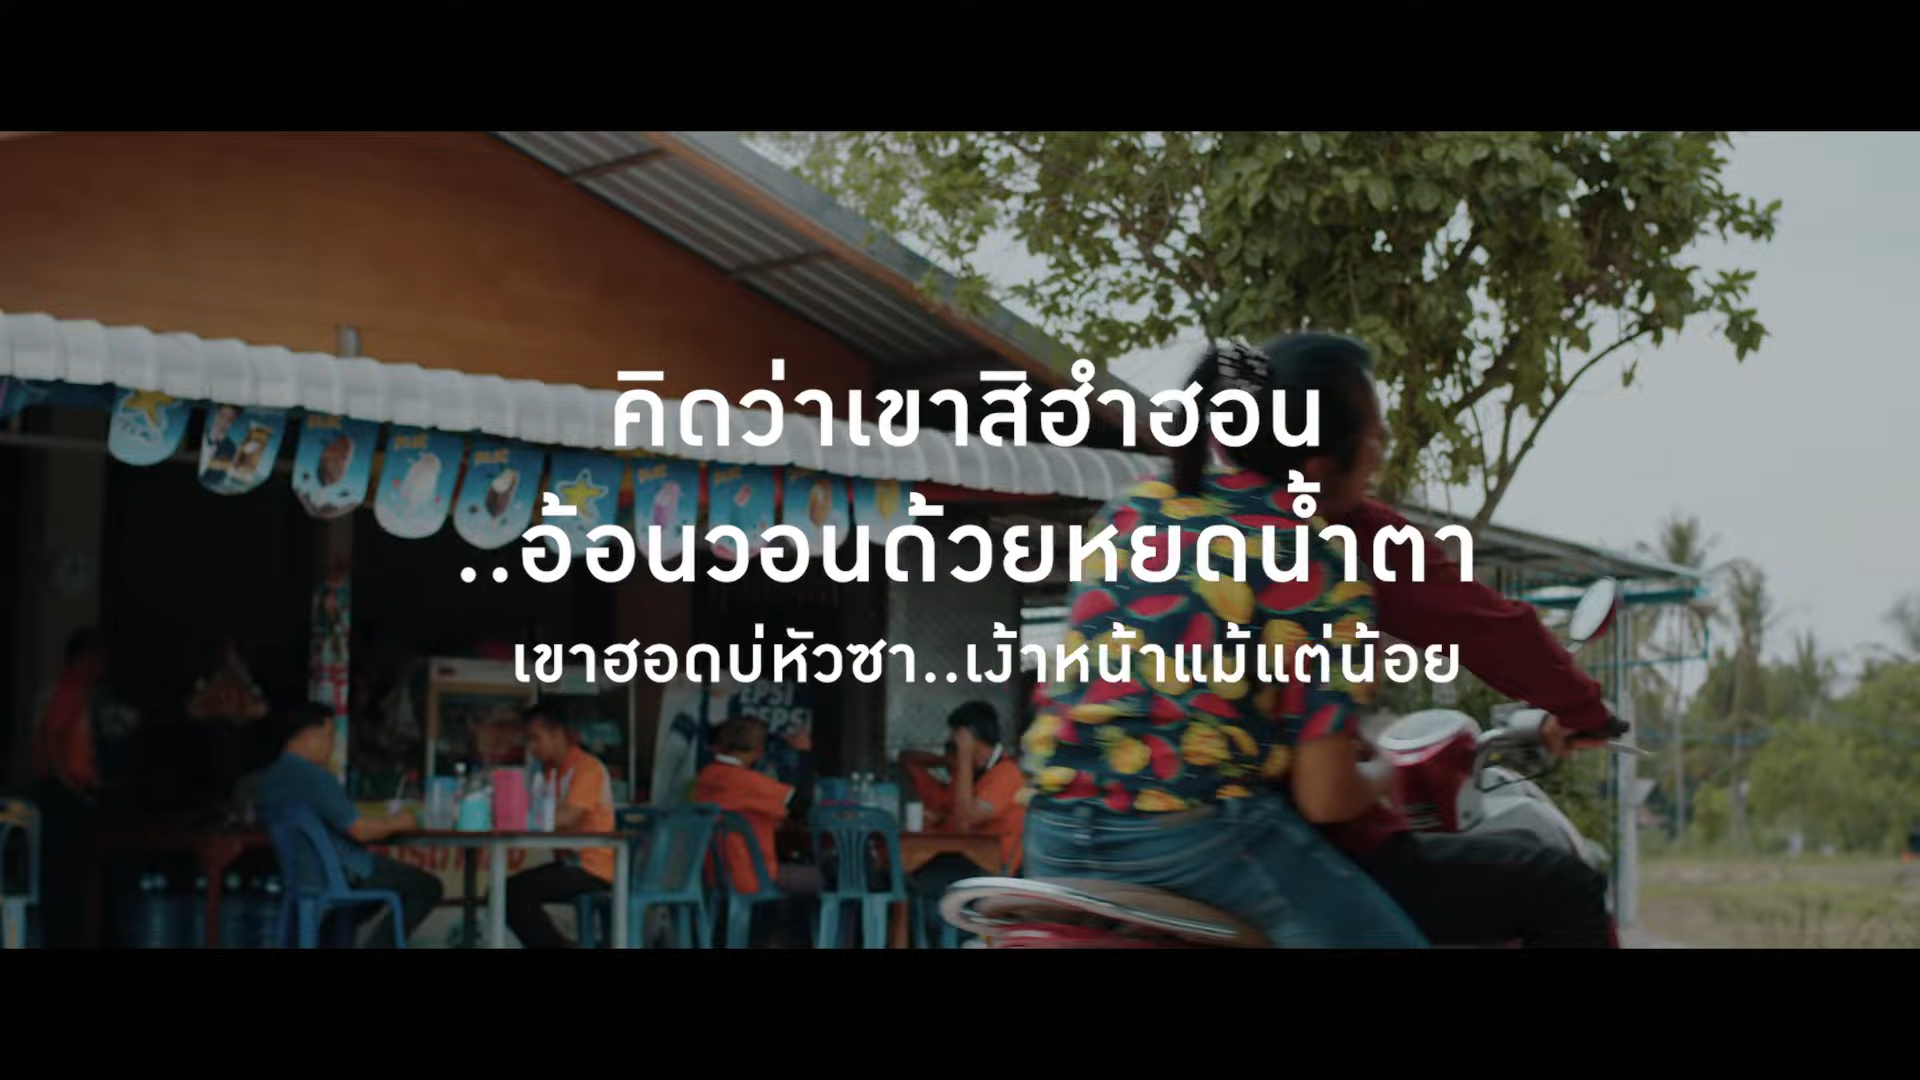 คิดว่าเขาสิฮำฮอน
..อ้อนวอนด้วยหยดน้ำตา
เขาฮอดบ่หัวซา..เง้าหน้าแม้แต่น้อย
EPSI
PEPSI